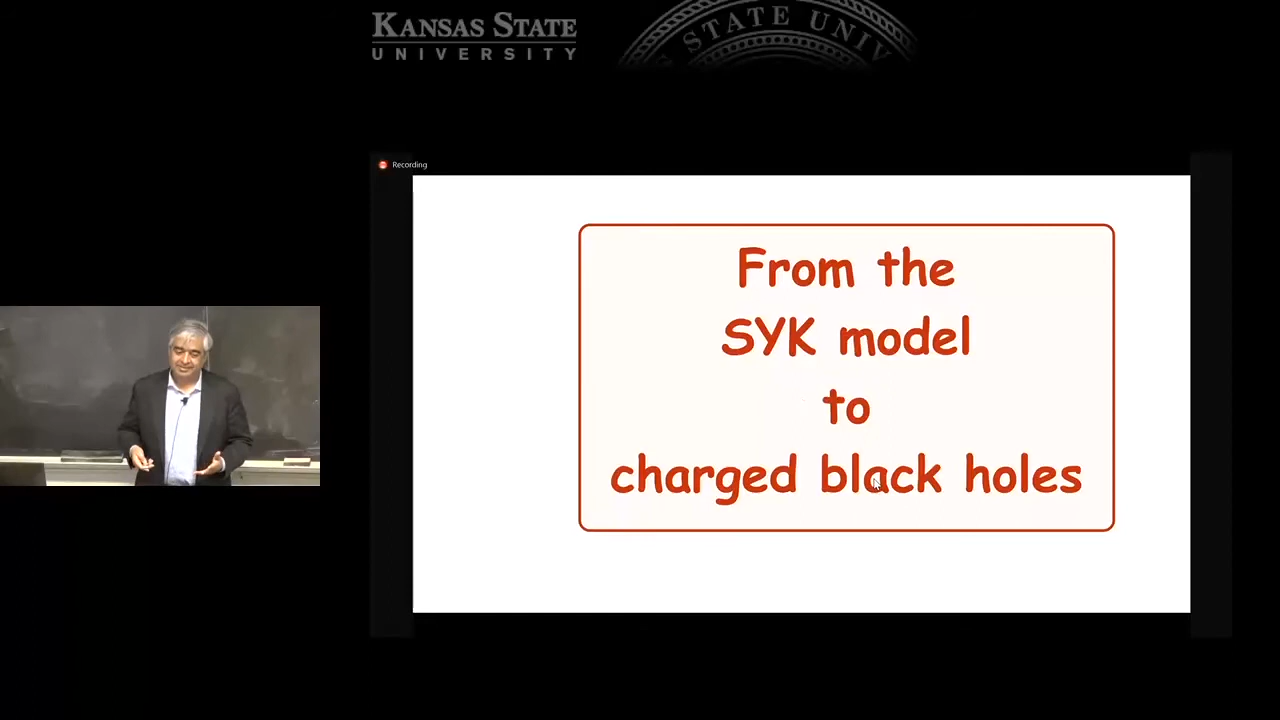 KANSAS STATE
UNIVERSITY
STATE UNIV
Recording
From the
SYK model
to
charged black holes